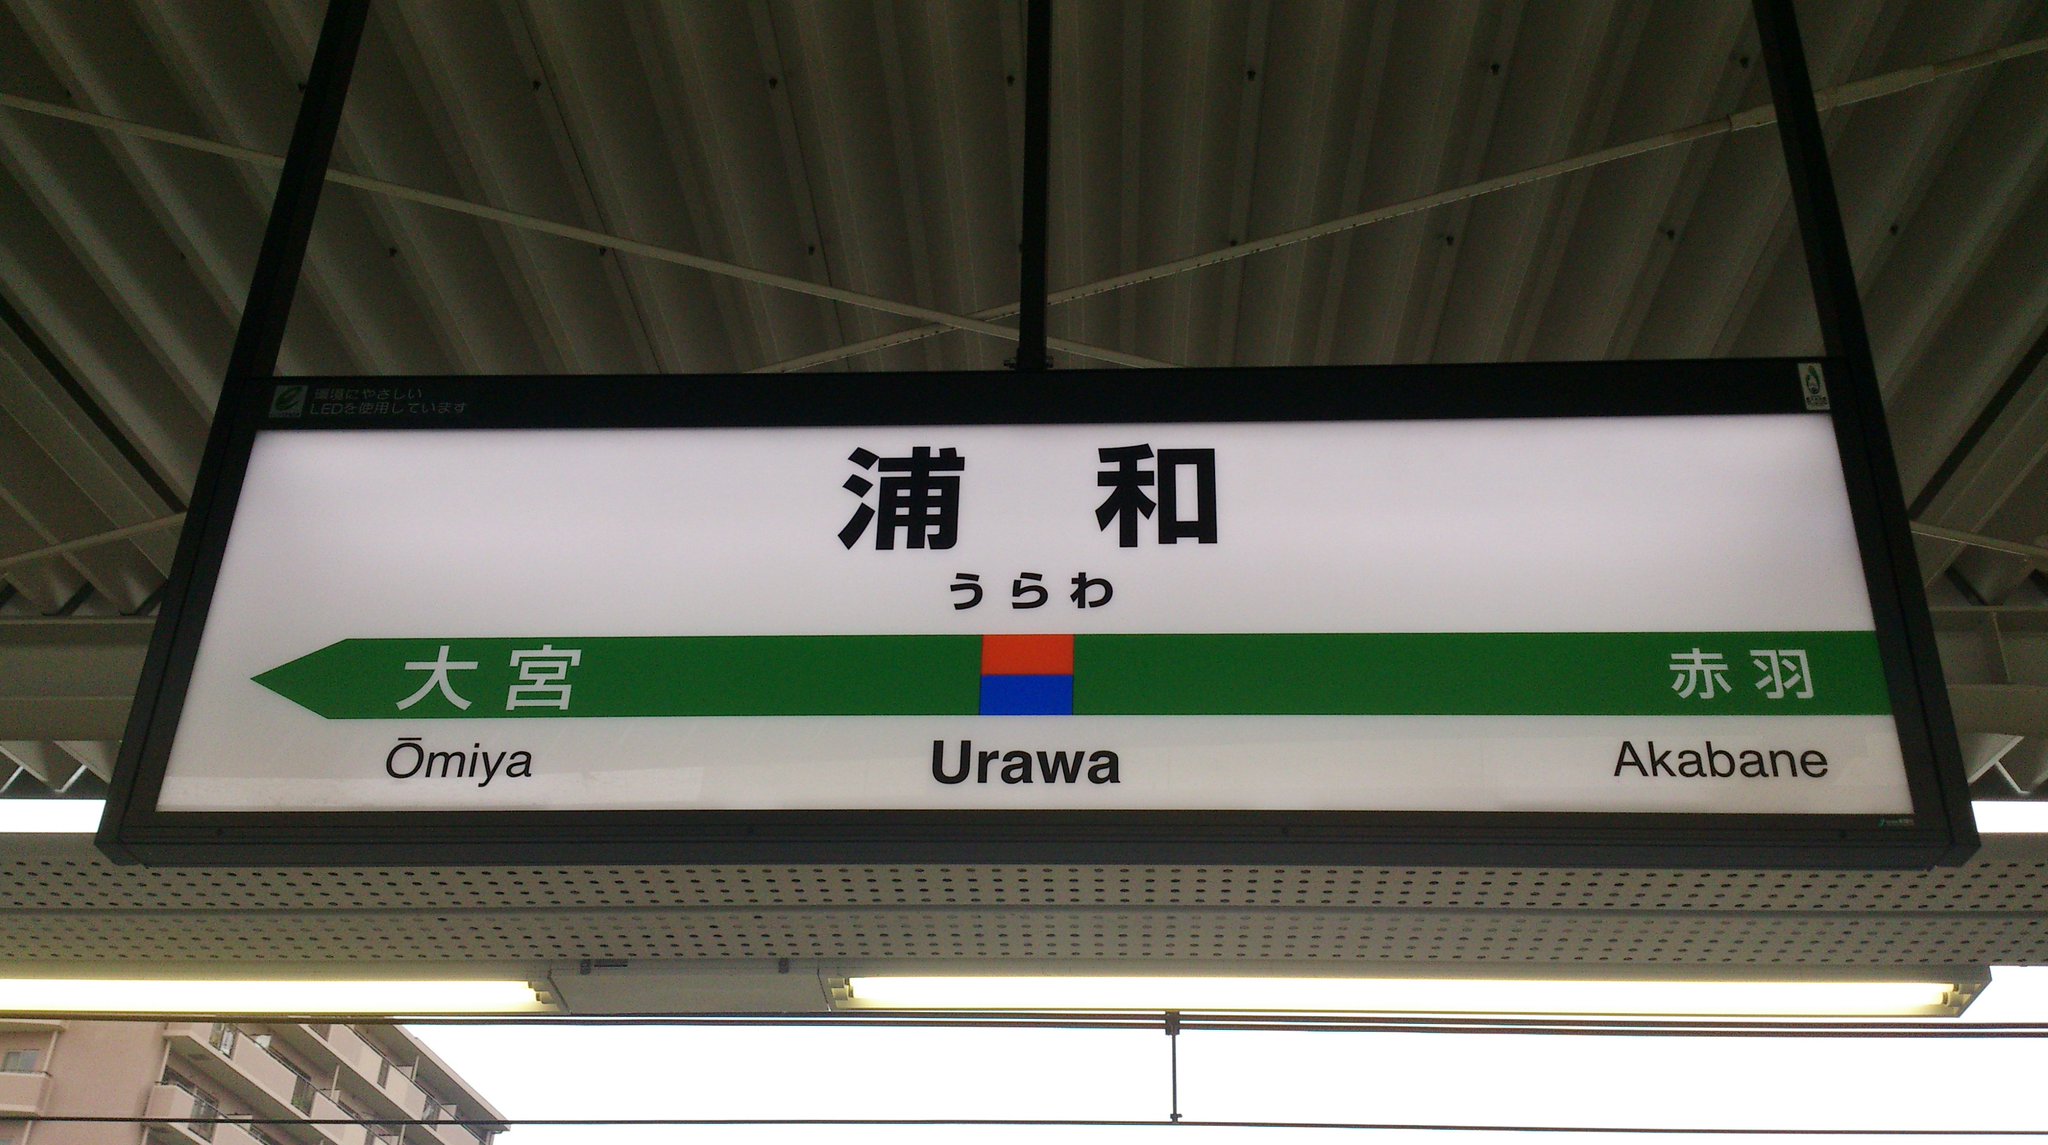 環境にやさしい
LEDを使用しています
浦和
うらわ
大宮
赤羽
Ōmiya
Urawa
Akabane